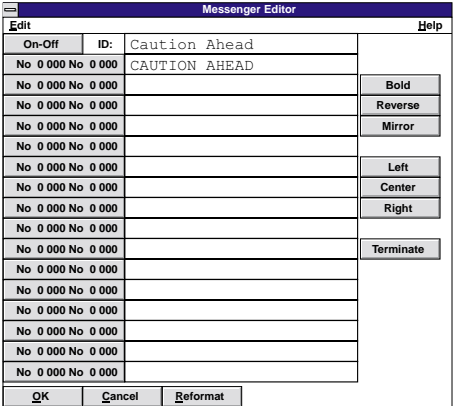 Messenger Editor
Edit Help
On-Off ID: Caution Ahead
No 0 000 No 0 000 CAUTION AHEAD
No 0 000 No 0 000 Bold
No 0 000 No 0 000 Reverse
No 0 000 No 0 000 Mirror
No 0 000 No 0 000
No 0 000 No 0 000 Left
No 0 000 No 0 000 Center
No 0 000 No 0 000 Right
No 0 000 No 0 000
No 0 000 No 0 000 Terminate
No 0 000 No 0 000
No 0 000 No 0 000
No 0 000 No 0 000
No 0 000 No 0 000
No 0 000 No 0 000
No 0 000 No 0 000
OK Cancel Reformat